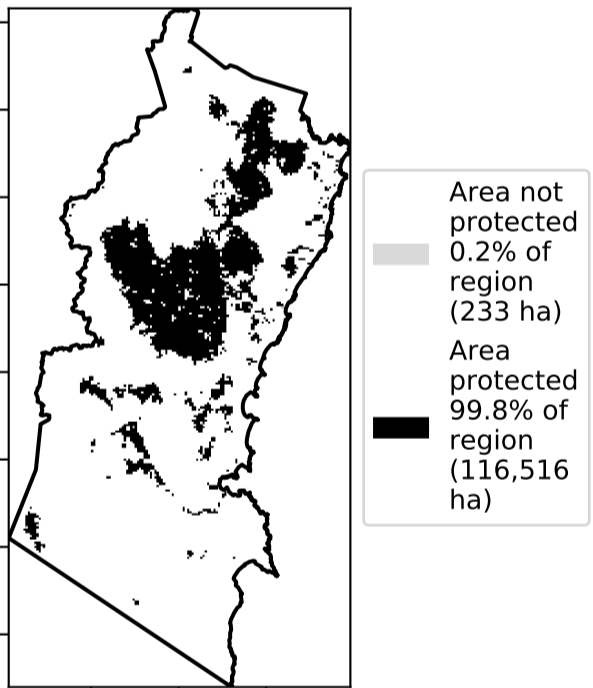 Area not
protected
0.2% of
region
(233 ha)
Area
protected
99.8% of
region
(116,516
ha)